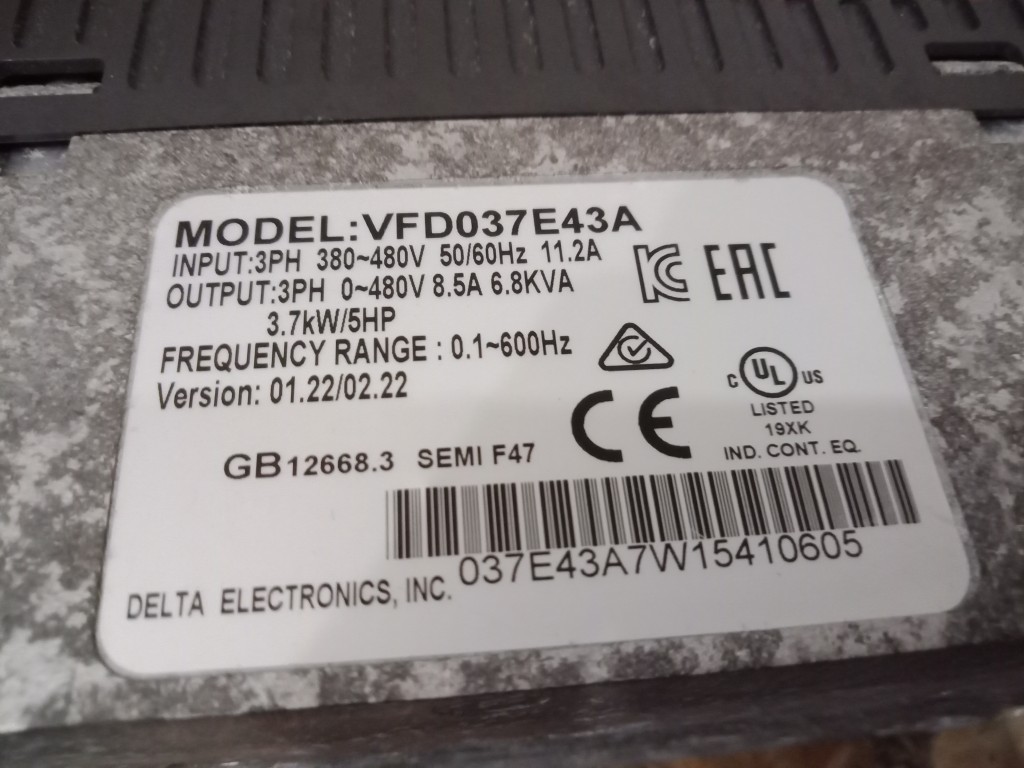 MODEL:VFD037E43A
INPUT:3PH 380~480V 50/60Hz 11.2A
OUTPUT:3PH 0~480V 8.5A 6.8KVA
3.7kW/5HP
FREQUENCY RANGE : 0.1~600Hz
Version: 01.22/02.22
KC EAC
C UL US
LISTED
19XK
IND. CONT. EQ.
CE
GB12668.3 SEMI F47
037E43A7W15410605
DELTA ELECTRONICS, INC.